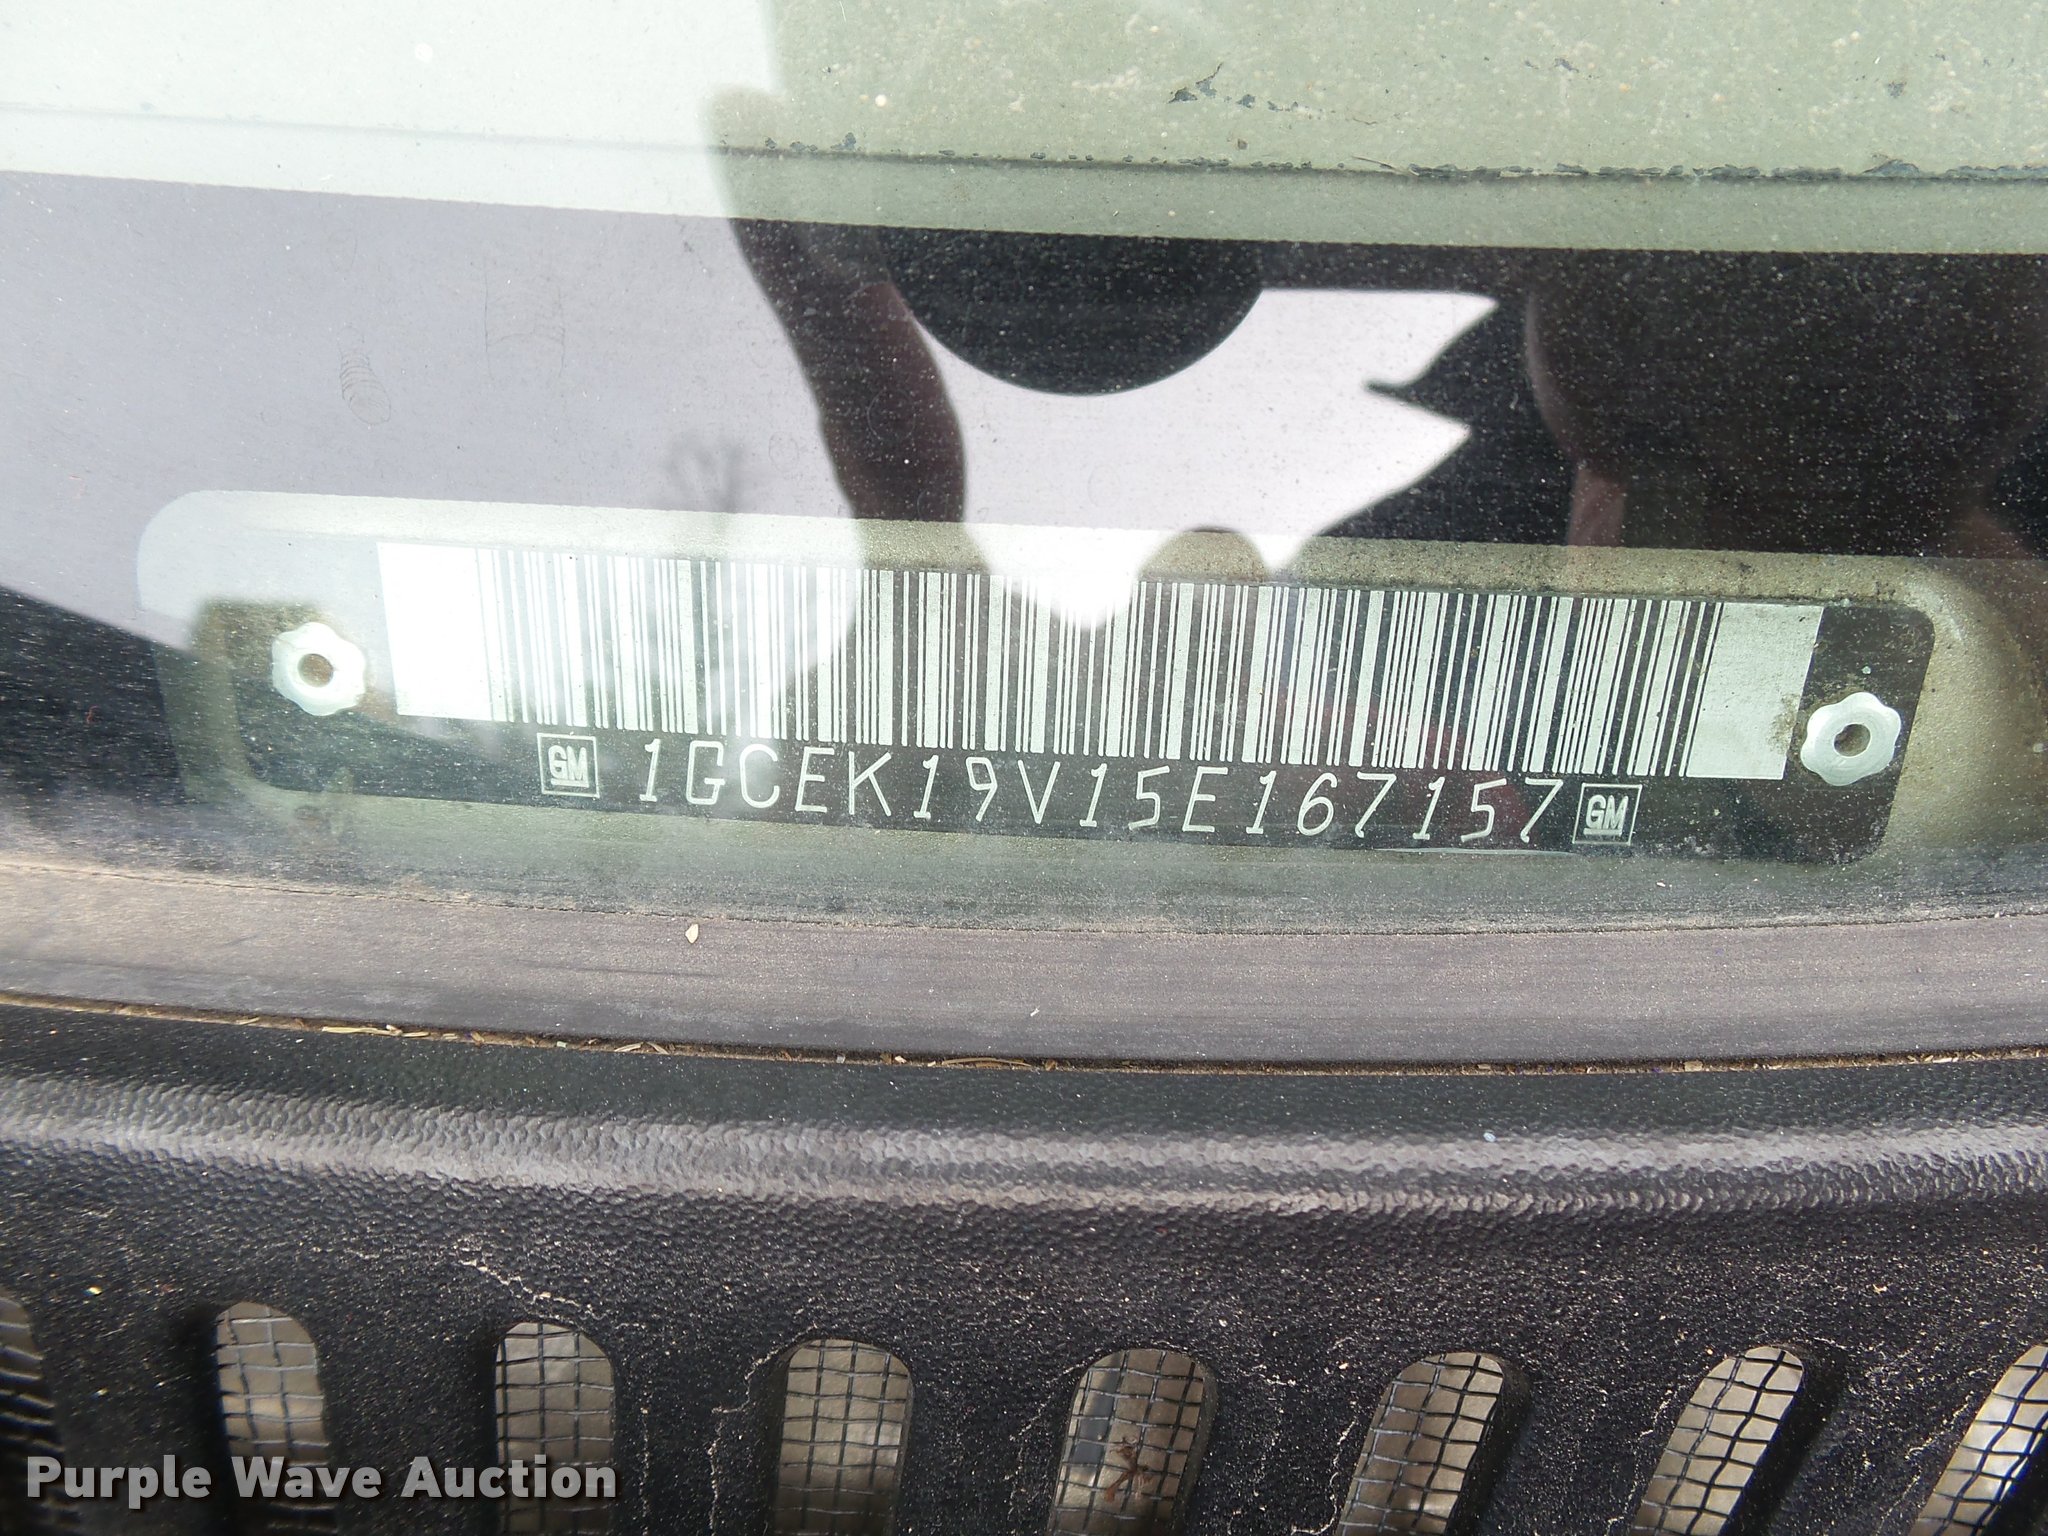 GM 1GCEK19V15E167157 GM
Purple Wave Auction